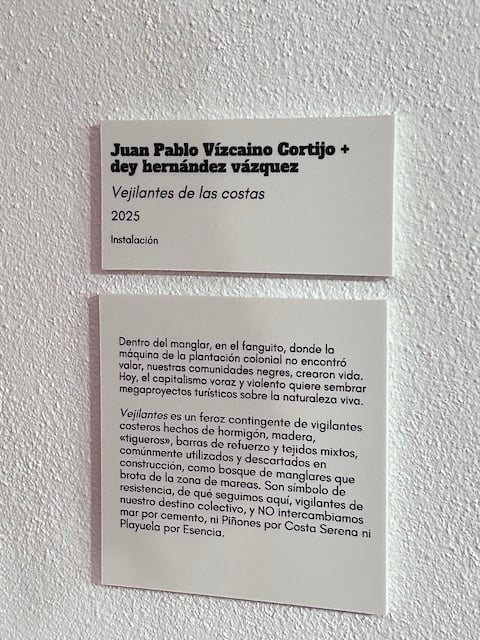 Juan Pablo Vízcaino Cortijo +
dey hernández vázquez
Vejilantes de las costas
2025
Instalación
Dentro del manglar, en el fanguito, donde la
máquina de la plantación colonial no encontró
valor, nuestras comunidades negres, crearon vida.
Hoy, el capitalismo voraz y violento quiere sembrar
megaproyectos turísticos sobre la naturaleza viva.
Vejilantes es un feroz contingente de vigilantes
costeros hechos de hormigón, madera,
«tigueros», barras de refuerzo y tejidos mixtos,
comúnmente utilizados y descartados en
construcción, como bosque de manglares que
brota de la zona de mareas. Son símbolo de
resistencia, de qué seguimos aquí, vigilantes de
nuestro destino colectivo, y NO intercambiamos
mar por cemento, ni Piñones por Costa Serena ni
Playuela por Esencia.